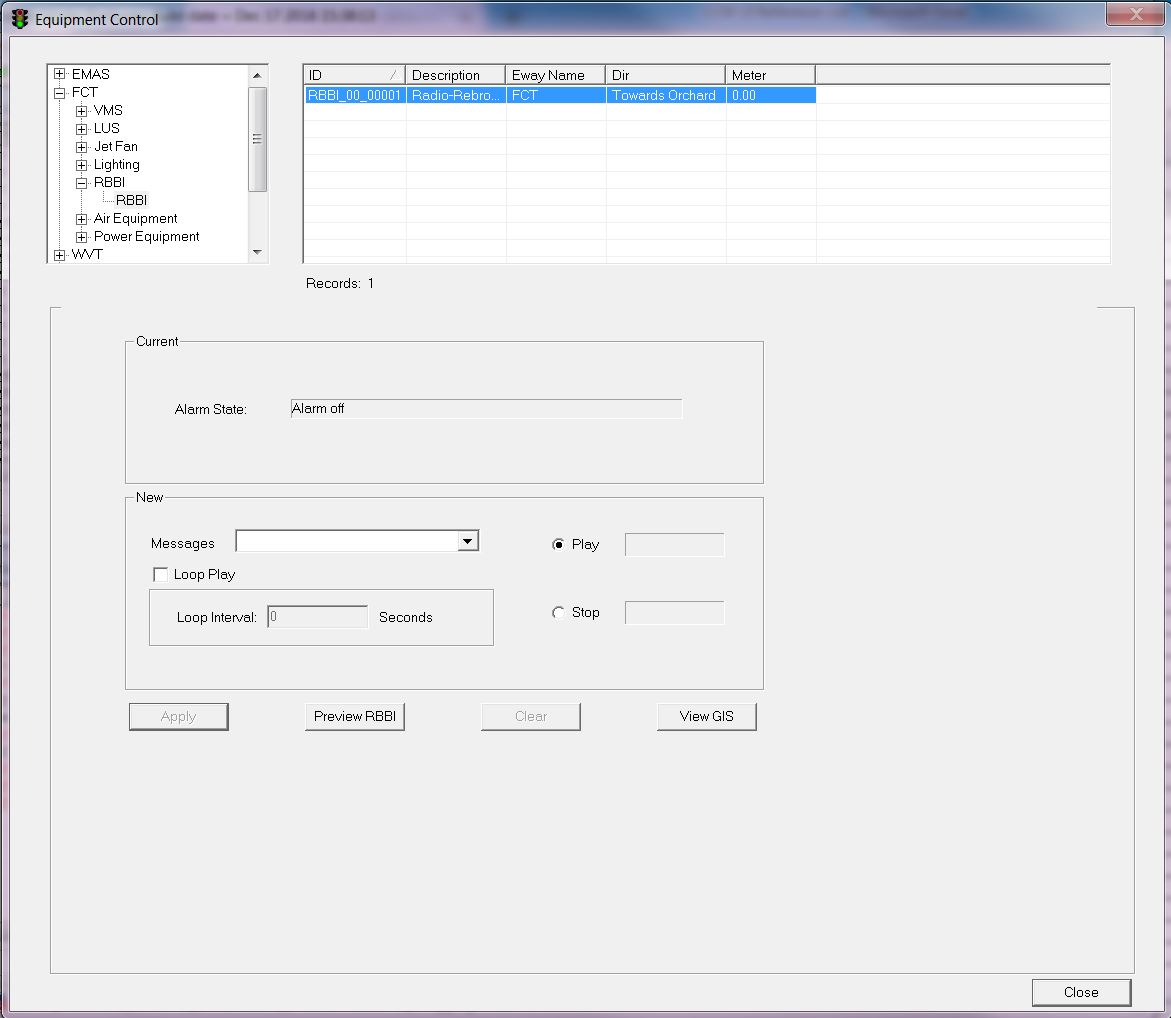 Equipment Control
EMAS
FCT
VMS
LUS
Jet Fan
Lighting
RBBI
RBBI
Air Equipment
Power Equipment
WVT
ID Description Eway Name Dir Meter
RBBI_00_00001 Radio-Rebro... FCT Towards Orchard 0.00
Records: 1
Current
Alarm State: Alarm off
New
Messages
Play
Loop Play
Loop Interval: 0 Seconds
Stop
Apply Preview RBBI Clear View GIS
Close